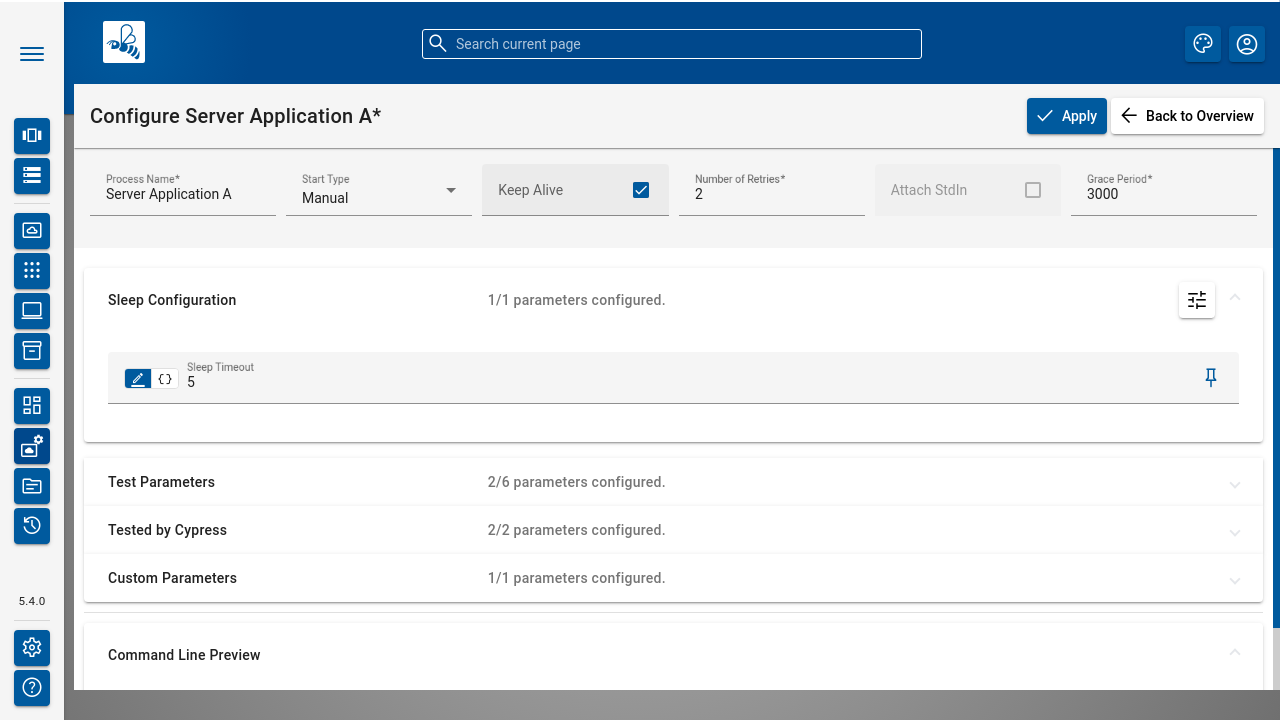 Search current page
Configure Server Application A*
Apply
Back to Overview
Process Name*
Server Application A
Start Type
Manual
Keep Alive
Number of Retries*
2
Attach StdIn
Grace Period*
3000
Sleep Configuration
1/1 parameters configured.
{}
Sleep Timeout
5
Test Parameters
2/6 parameters configured.
Tested by Cypress
2/2 parameters configured.
Custom Parameters
1/1 parameters configured.
5.4.0
Command Line Preview